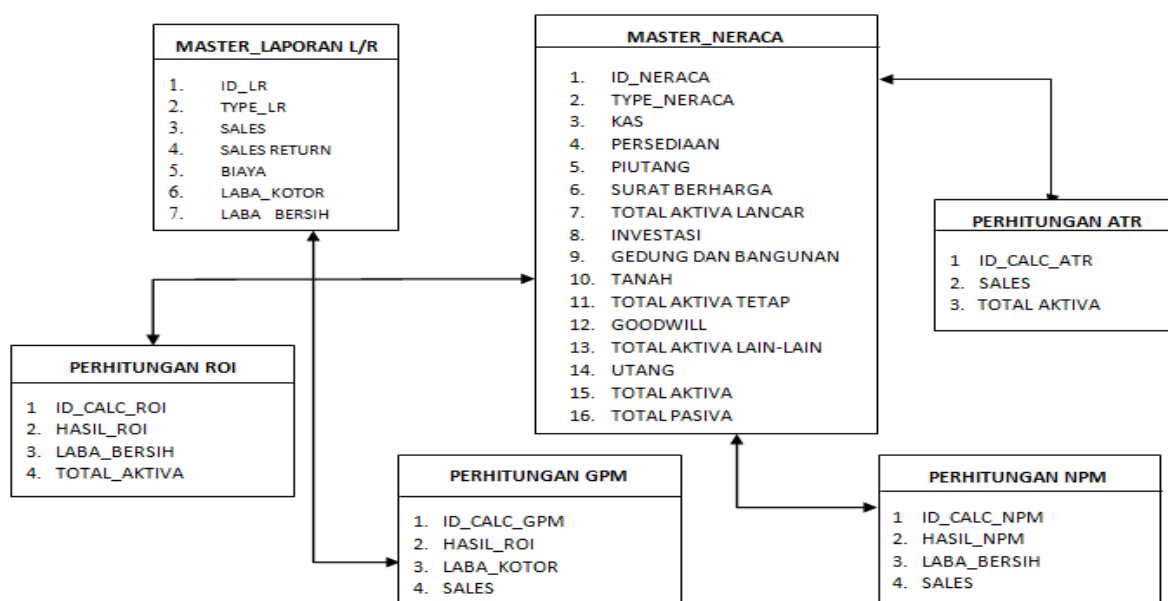 MASTER_LAPORAN L/R
1. ID_LR
2. TYPE_LR
3. SALES
4. SALES RETURN
5. BIAYA
6. LABA_KOTOR
7. LABA_BERSIH
MASTER_NERACA
1. ID_NERACA
2. TYPE_NERACA
3. KAS
4. PERSEDIAAN
5. PIUTANG
6. SURAT BERHARGA
7. TOTAL AKTIVA LANCAR
8. INVESTASI
9. GEDUNG DAN BANGUNAN
10. TANAH
11. TOTAL AKTIVA TETAP
12. GOODWILL
13. TOTAL AKTIVA LAIN-LAIN
14. UTANG
15. TOTAL AKTIVA
16. TOTAL PASIVA
PERHITUNGAN ATR
1 ID_CALC_ATR
2. SALES
3. TOTAL AKTIVA
PERHITUNGAN ROI
1 ID_CALC_ROI
2. HASIL_ROI
3. LABA_BERSIH
4. TOTAL_AKTIVA
PERHITUNGAN GPM
1. ID_CALC_GPM
2. HASIL_ROI
3. LABA_KOTOR
4. SALES
PERHITUNGAN NPM
1 ID_CALC_NPM
2. HASIL_NPM
3. LABA_BERSIH
4. SALES